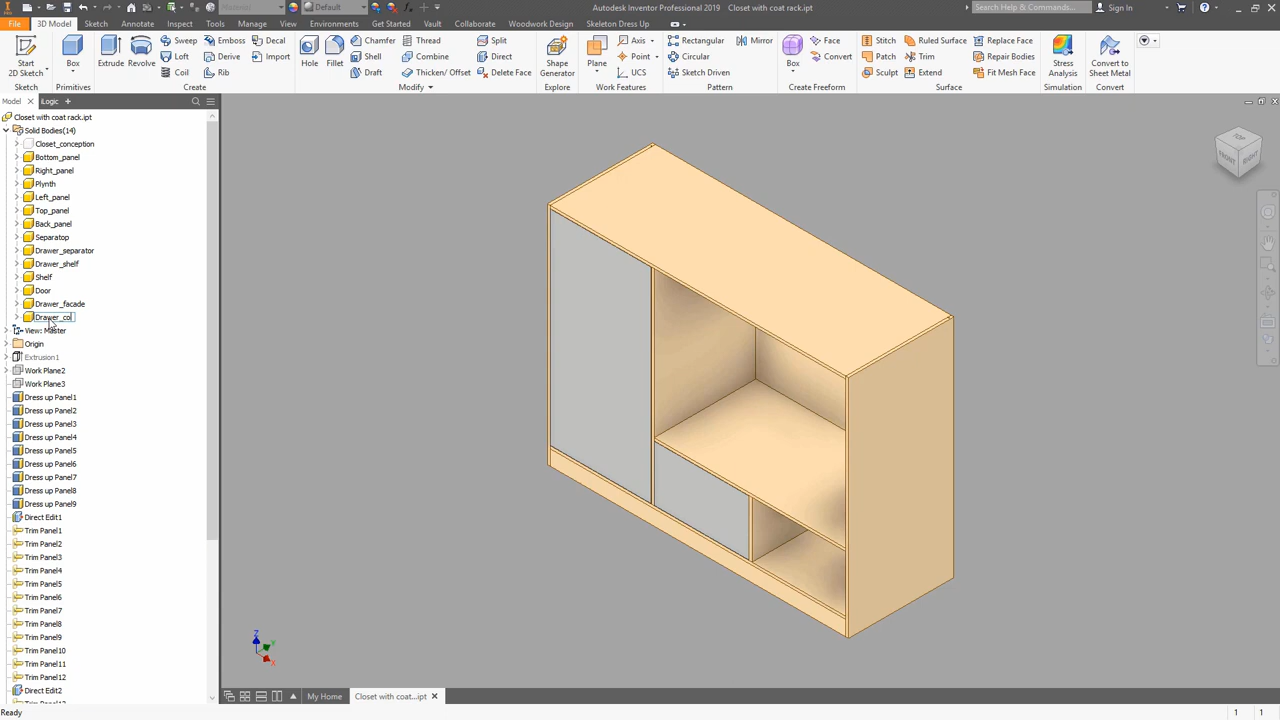 Material
Default
Autodesk Inventor Professional 2019 Closet with coat rack.ipt
Search Help & Commands...
Sign In
File 3D Model Sketch Annotate Inspect Tools Manage View Environments Get Started Vault Collaborate Woodwork Design Skeleton Dress Up
Start
2D Sketch
Box
Extrude
Revolve
Sweep
Loft
Coil
Emboss
Derive
Rib
Decal
Import
Hole
Fillet
Chamfer
Shell
Draft
Thread
Combine
Thicken/ Offset
Split
Direct
Delete Face
Shape
Generator
Plane
Axis
Point
UCS
Rectangular
Circular
Sketch Driven
Mirror
Box
Face
Convert
Stitch
Patch
Sculpt
Ruled Surface
Trim
Extend
Replace Face
Repair Bodies
Fit Mesh Face
Stress
Analysis
Convert to
Sheet Metal
Sketch Primitives Create Modify Explore Work Features Pattern Create Freeform Surface Simulation Convert
Model iLogic
Closet with coat rack.ipt
Solid Bodies(14)
Closet_conception
Bottom_panel
Right_panel
Plynth
Left_panel
Top_panel
Back_panel
Separatop
Drawer_separator
Drawer_shelf
Shelf
Door
Drawer_facade
Drawer_co
View: Master
Origin
Extrusion1
Work Plane2
Work Plane3
Dress up Panel1
Dress up Panel2
Dress up Panel3
Dress up Panel4
Dress up Panel5
Dress up Panel6
Dress up Panel7
Dress up Panel8
Dress up Panel9
Direct Edit1
Trim Panel1
Trim Panel2
Trim Panel3
Trim Panel4
Trim Panel5
Trim Panel6
Trim Panel7
Trim Panel8
Trim Panel9
Trim Panel10
Trim Panel11
Trim Panel12
Direct Edit2
TOP
FRONT
RIGHT
Z
Y
X
My Home Closet with coat...ipt
Ready
1 1